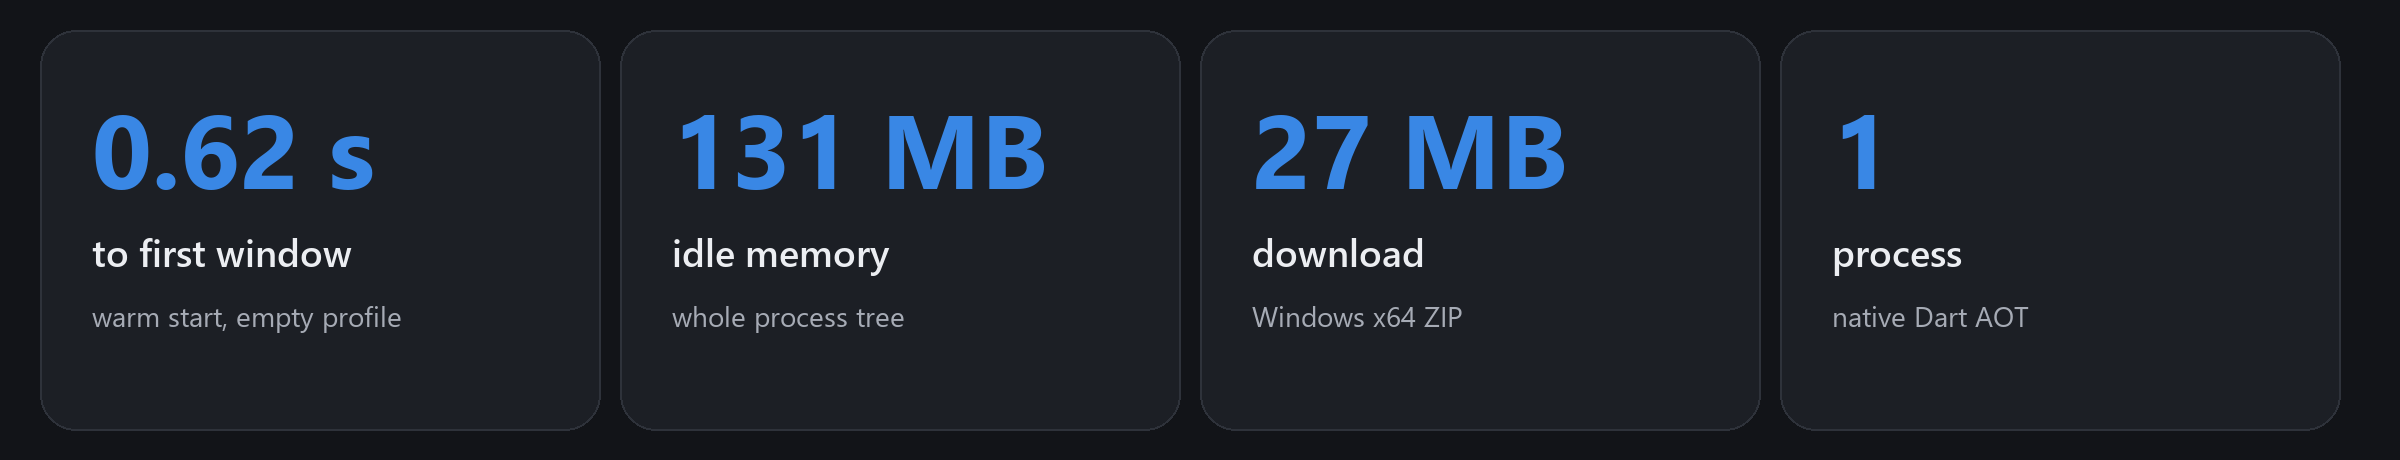 0.62 s
to first window
warm start, empty profile
131 MB
idle memory
whole process tree
27 MB
download
Windows x64 ZIP
1
process
native Dart AOT